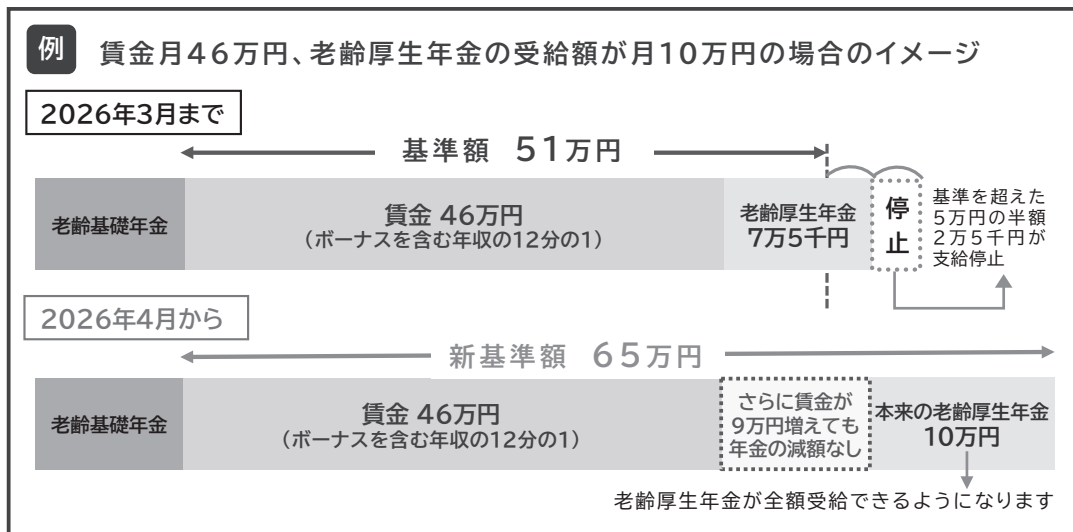 例 賃金月46万円、老齢厚生年金の受給額が月10万円の場合のイメージ
2026年3月まで
基準額 51万円
老齢基礎年金
賃金 46万円
(ボーナスを含む年収の12分の1)
老齢厚生年金
7万5千円
停
止
基準を超えた
5万円の半額
2万5千円が
支給停止
2026年4月から
新基準額 65万円
老齢基礎年金
賃金 46万円
(ボーナスを含む年収の12分の1)
さらに賃金が
9万円増えても
年金の減額なし
本来の老齢厚生年金
10万円
老齢厚生年金が全額受給できるようになります